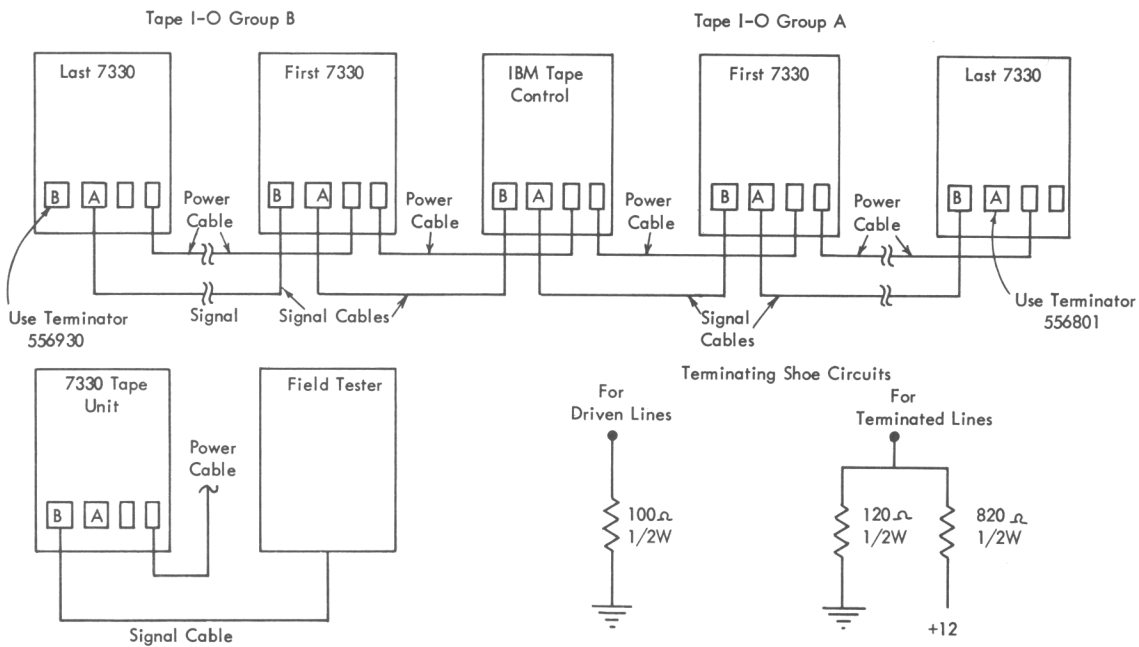 Tape I-O Group B
Tape I-O Group A
Last 7330
First 7330
IBM Tape
Control
First 7330
Last 7330
B A
B A
B A
B A
B A
Power
Cable
Power
Cable
Power
Cable
Power
Cable
Use Terminator
556930
Signal
Signal Cables
Signal
Cables
Use Terminator
556801
7330 Tape
Unit
Field Tester
Power
Cable
B A
Signal Cable
Terminating Shoe Circuits
For
Driven Lines
100Ω
1/2W
For
Terminated Lines
120Ω
1/2W
820Ω
1/2W
+12